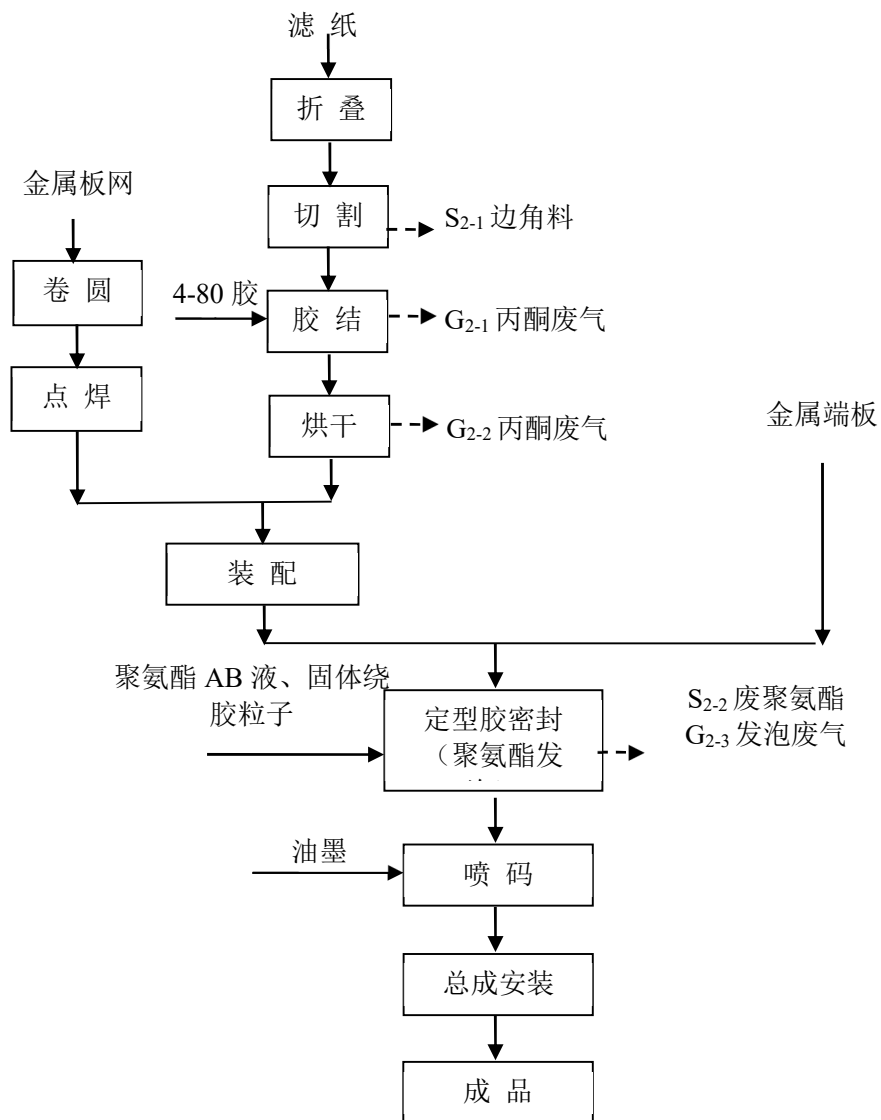 滤 纸
折 叠
金属板网
切 割
S2-1 边角料
卷 圆
4-80 胶
胶 结
G2-1 丙酮废气
点 焊
烘干
G2-2 丙酮废气
金属端板
装 配
聚氨酯 AB 液、固体绕
胶粒子
定型胶密封
（聚氨酯发
S2-2 废聚氨酯
G2-3 发泡废气
油墨
喷 码
总成安装
成 品